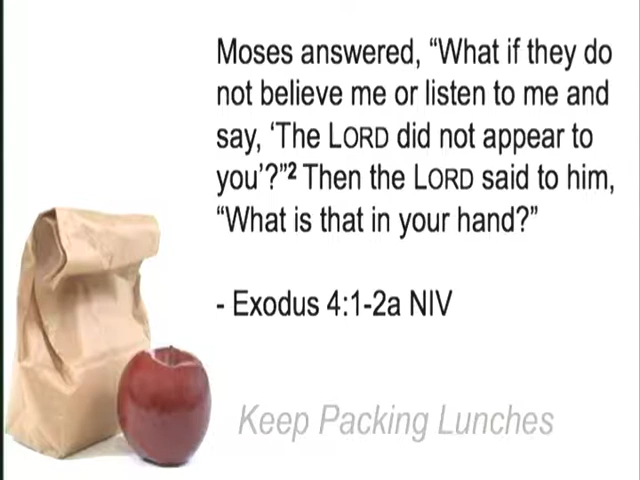 Moses answered, “What if they do
not believe me or listen to me and
say, ‘The LORD did not appear to
you’?”² Then the LORD said to him,
“What is that in your hand?”
- Exodus 4:1-2a NIV
Keep Packing Lunches